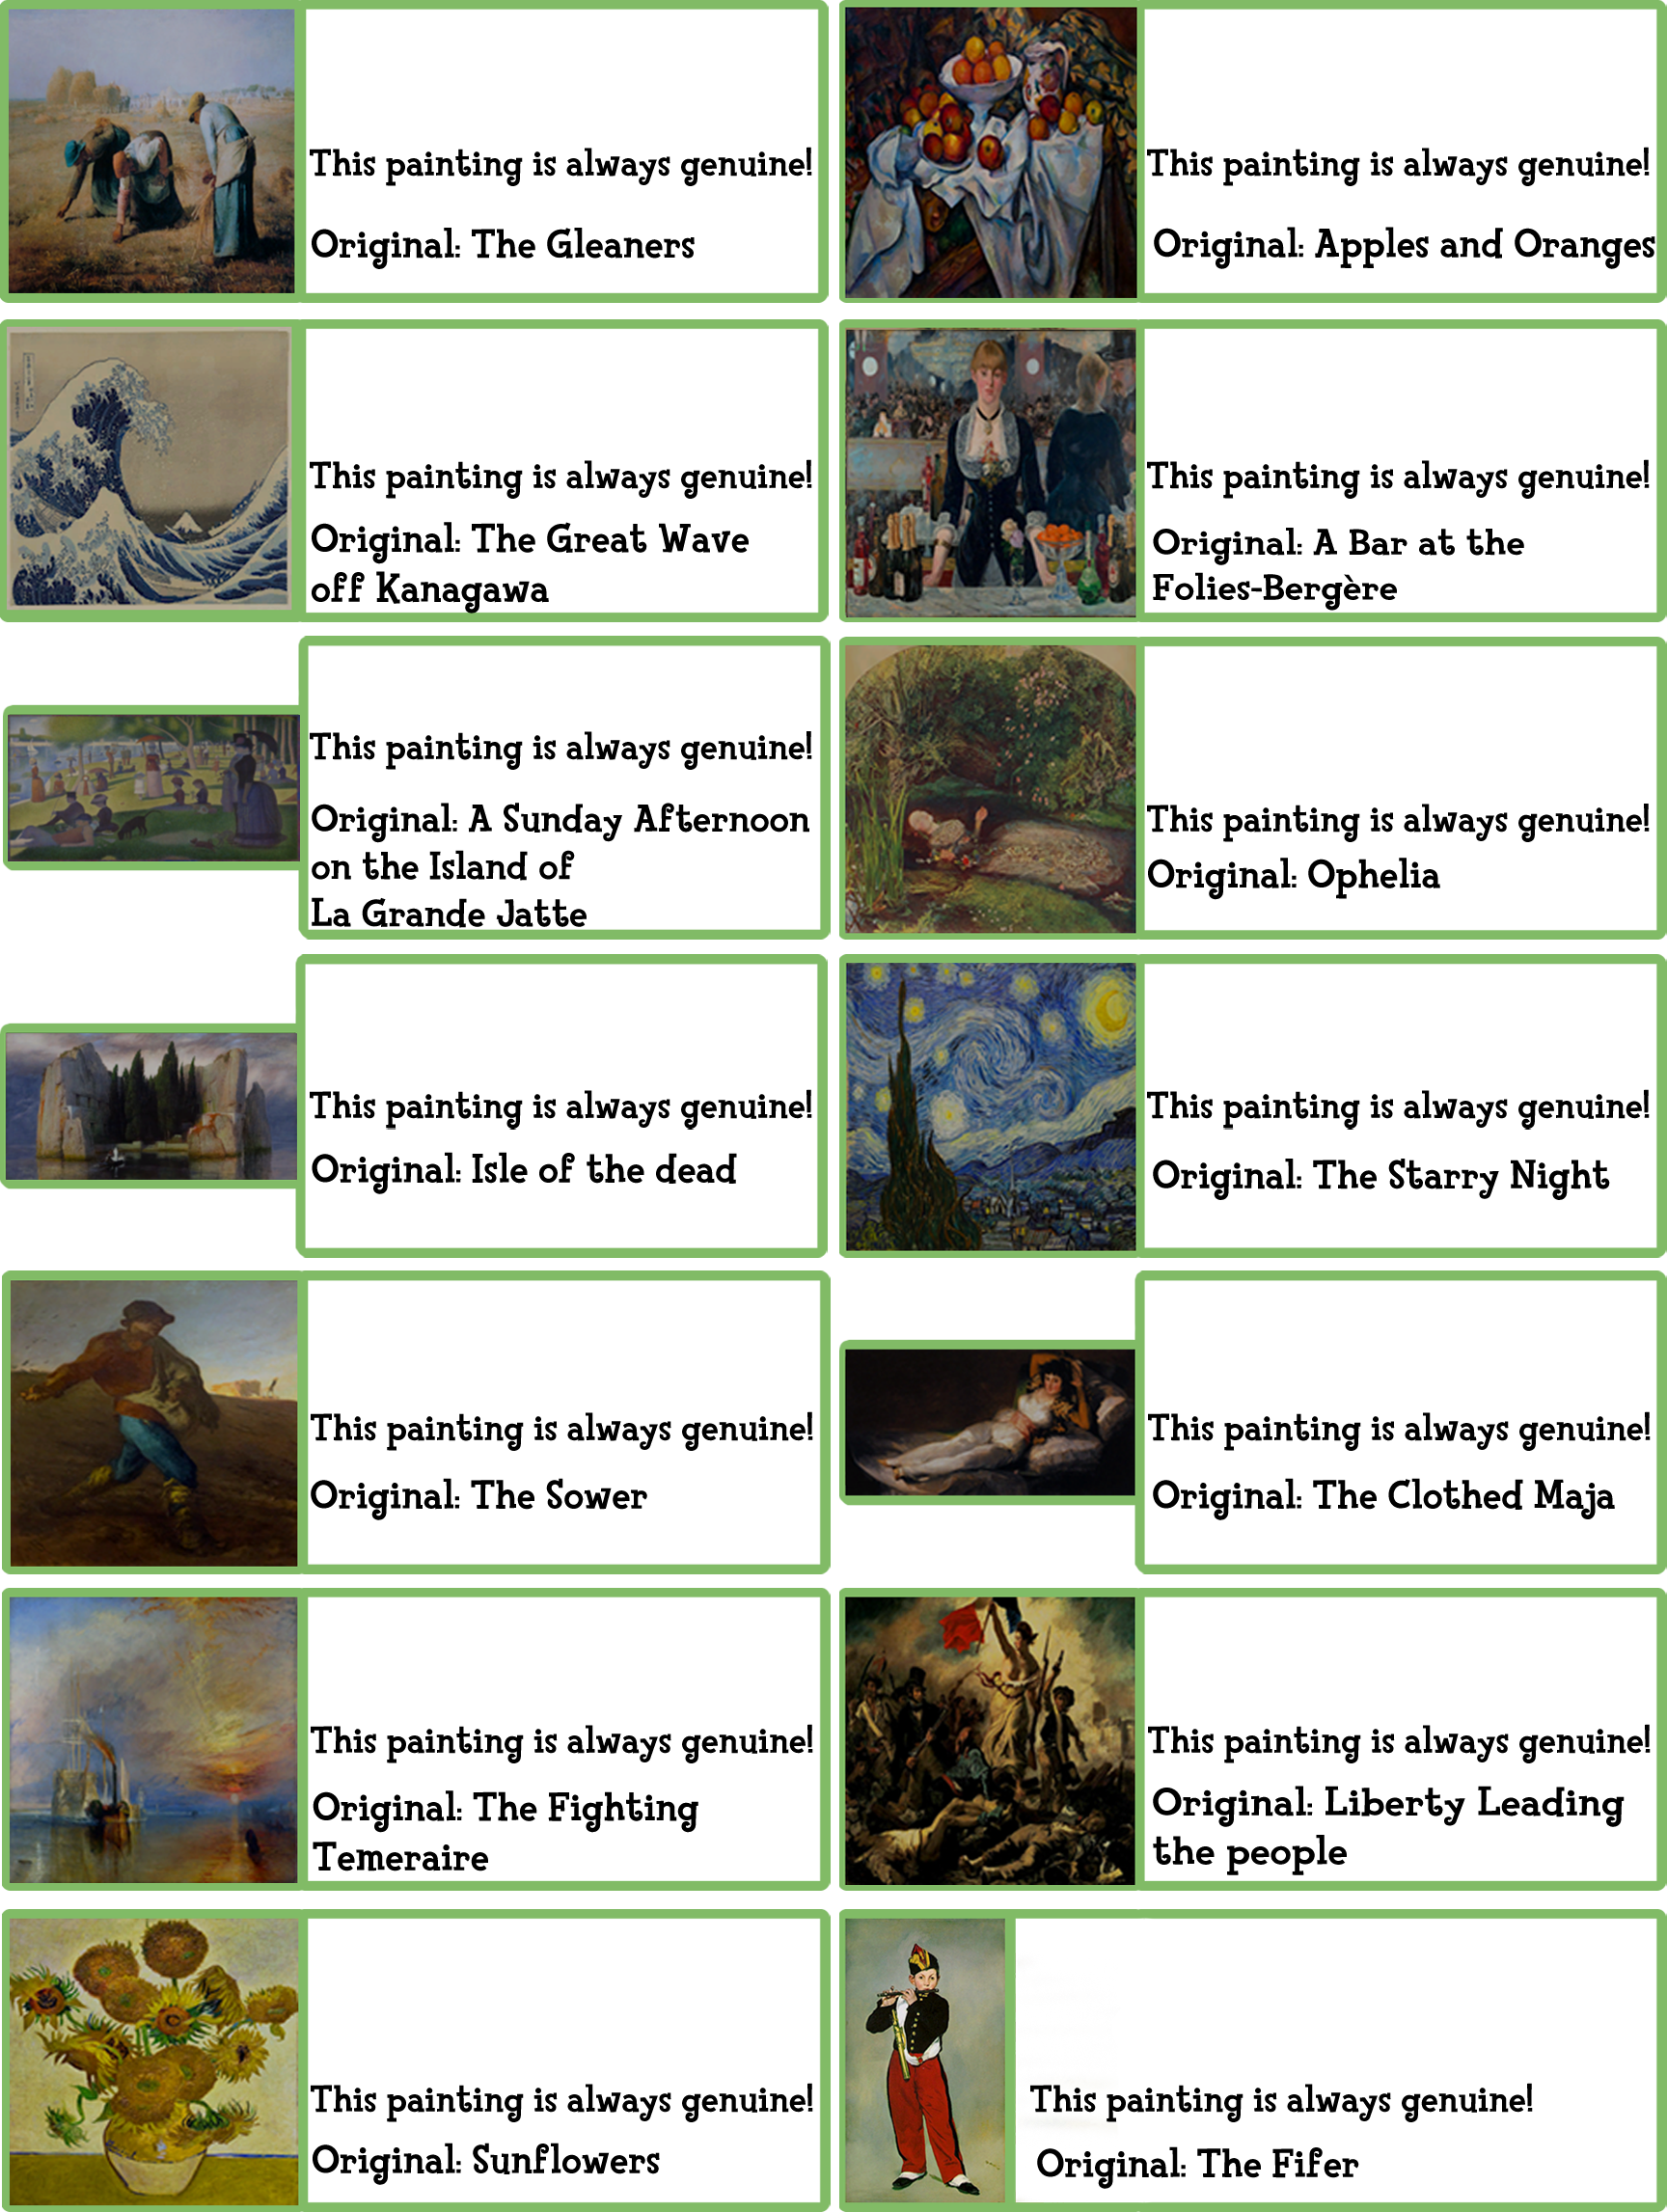 This painting is always genuine!
Original: The Gleaners
This painting is always genuine!
Original: Apples and Oranges
This painting is always genuine!
Original: The Great Wave
off Kanagawa
This painting is always genuine!
Original: A Bar at the
Folies-Bergère
This painting is always genuine!
Original: A Sunday Afternoon
on the Island of
La Grande Jatte
This painting is always genuine!
Original: Ophelia
This painting is always genuine!
Original: Isle of the dead
This painting is always genuine!
Original: The Starry Night
This painting is always genuine!
Original: The Sower
This painting is always genuine!
Original: The Clothed Maja
This painting is always genuine!
Original: The Fighting
Temeraire
This painting is always genuine!
Original: Liberty Leading
the people
This painting is always genuine!
Original: Sunflowers
This painting is always genuine!
Original: The Fifer